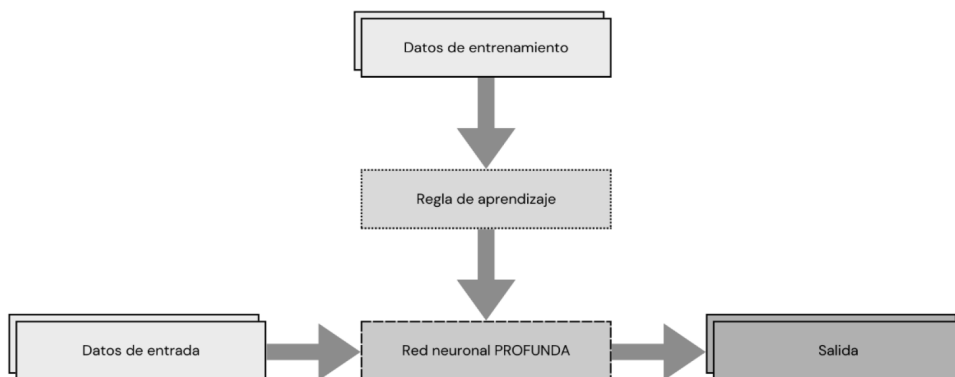 Datos de entrenamiento
Regla de aprendizaje
Datos de entrada
Red neuronal PROFUNDA
Salida